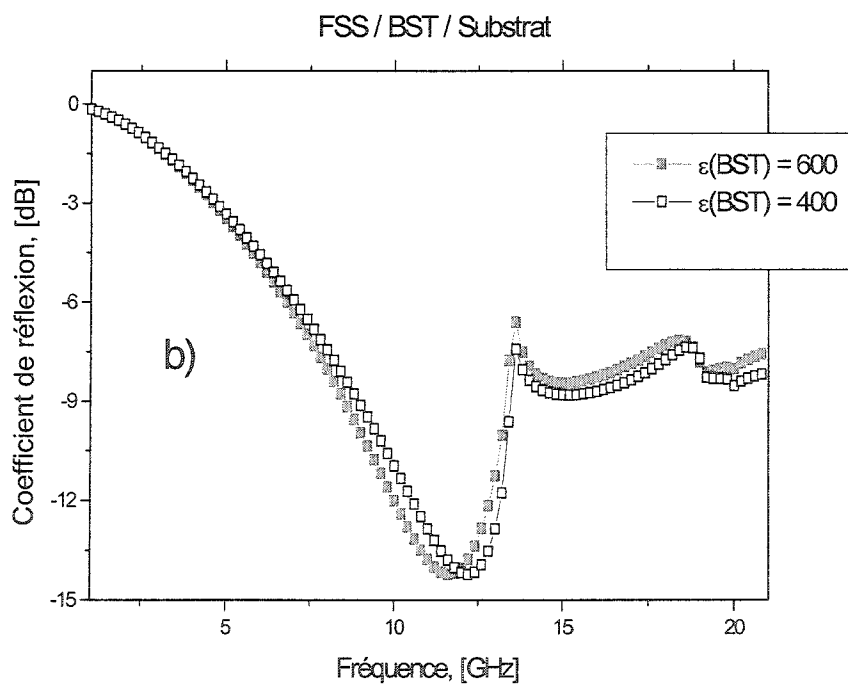 FSS / BST / Substrat
0
-3
-6
-9
-12
-15
Coefficient de réflexion, [dB]
ε(BST) = 600
ε(BST) = 400
b)
5
10
15
20
Fréquence, [GHz]